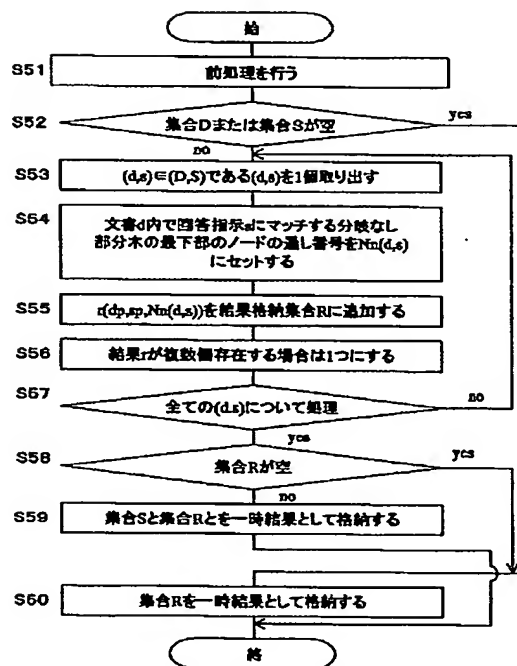 始
S51
前処理を行う
S52
集合Dまたは集合Sが空
yes
no
S53
(d,s)∈(D,S)である(d,s)を1個取り出す
S54
文書d内で回答指示sにマッチする分岐なし
部分木の最下部のノードの通し番号をNn(d,s)
にセットする
S55
r(dp,sp,Nn(d,s))を結果格納集合Rに追加する
S56
結果rが複数個存在する場合は1つにする
S57
全ての(d,s)について処理
no
yes
S58
集合Rが空
yes
no
S59
集合Sと集合Rとを一時結果として格納する
S60
集合Rを一時結果として格納する
終